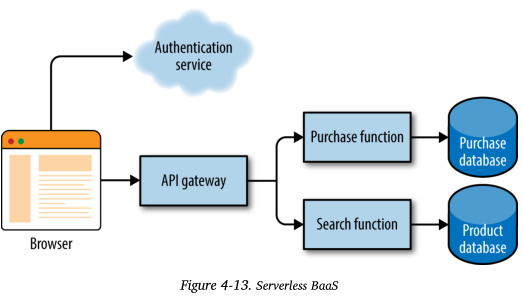 Authentication
service
Purchase function
Purchase
database
API gateway
Search function
Product
database
Browser
Figure 4-13. Serverless BaaS